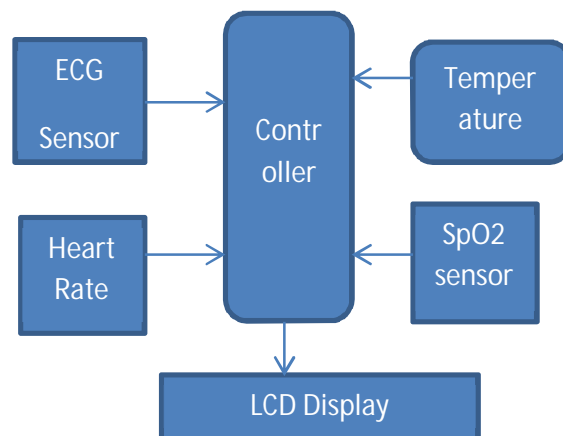 ECG
Sensor
Contr
oller
Temper
ature
Heart
Rate
SpO2
sensor
LCD Display